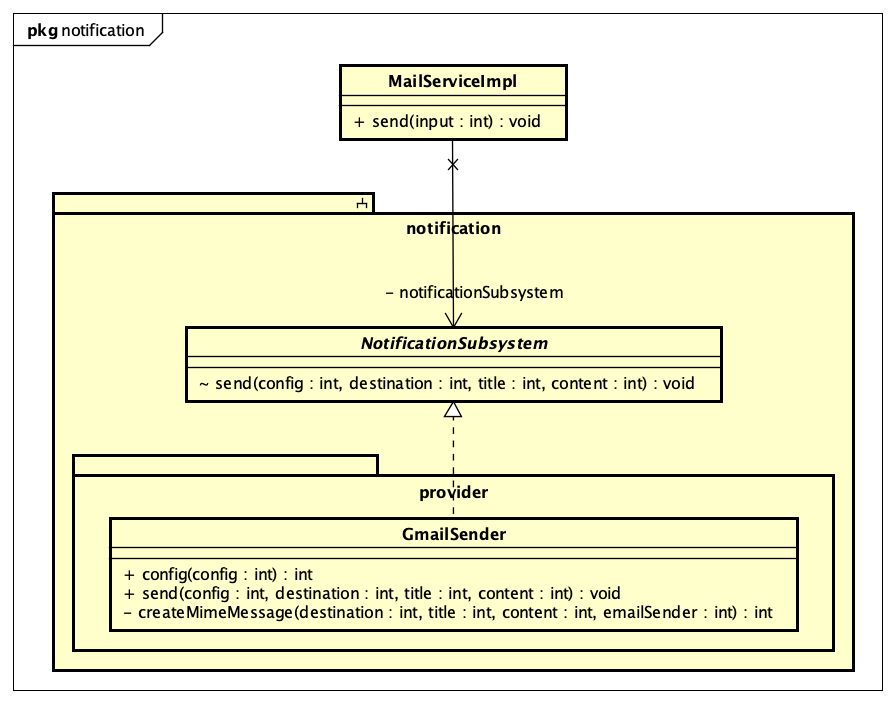 pkg notification
MailServiceImpl
+ send(input : int) : void
notification
- notificationSubsystem
NotificationSubsystem
~ send(config : int, destination : int, title : int, content : int) : void
provider
GmailSender
+ config(config : int) : int
+ send(config : int, destination : int, title : int, content : int) : void
- createMimeMessage(destination : int, title : int, content : int, emailSender : int) : int